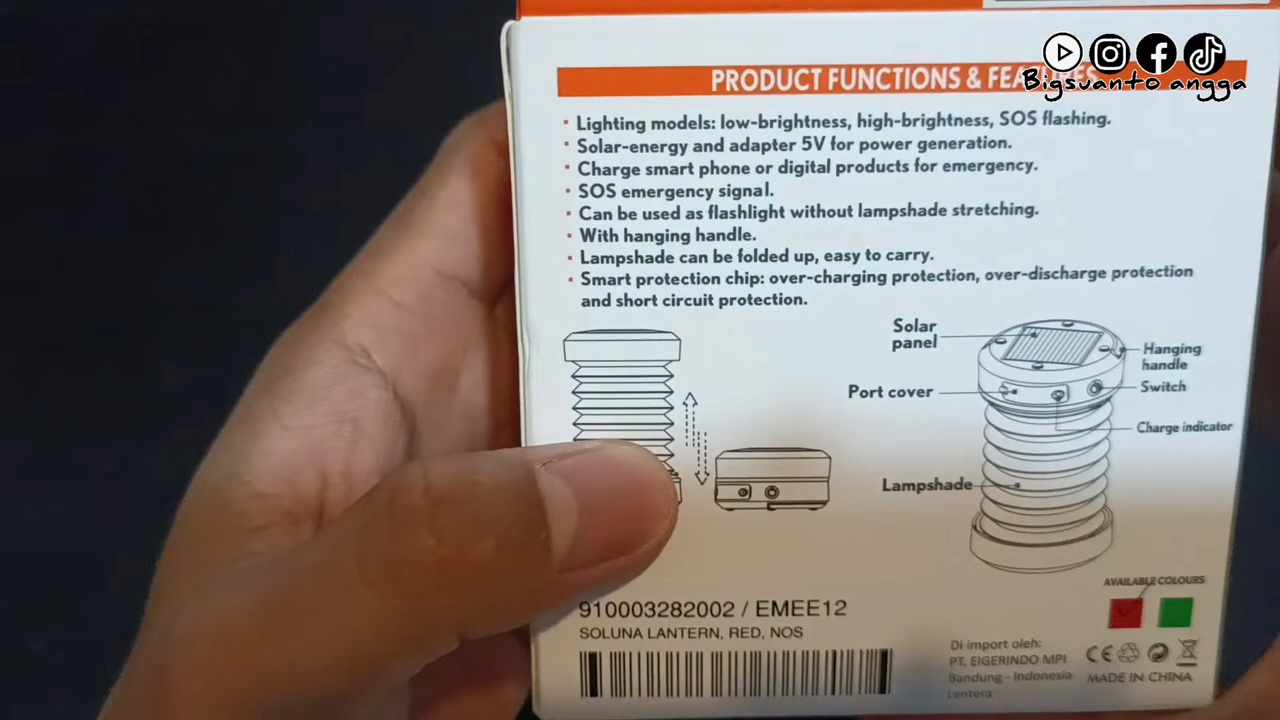 PRODUCT FUNCTIONS & FEATURES
Bigsvanto angga
Lighting models: low-brightness, high-brightness, SOS flashing.
Solar-energy and adapter 5V for power generation.
Charge smart phone or digital products for emergency.
SOS emergency signal.
Can be used as flashlight without lampshade stretching.
With hanging handle.
Lampshade can be folded up, easy to carry.
Smart protection chip: over-charging protection, over-discharge protection
and short circuit protection.
Solar
panel
Hanging
handle
Port cover
Switch
Charge indicator
Lampshade
AVAILABLE COLOURS
910003282002 / EMEE12
SOLUNA LANTERN, RED, NOS
Di import oleh:
PT. EIGERINDO MPI
Bandung - Indonesia
Lentera
CE
MADE IN CHINA